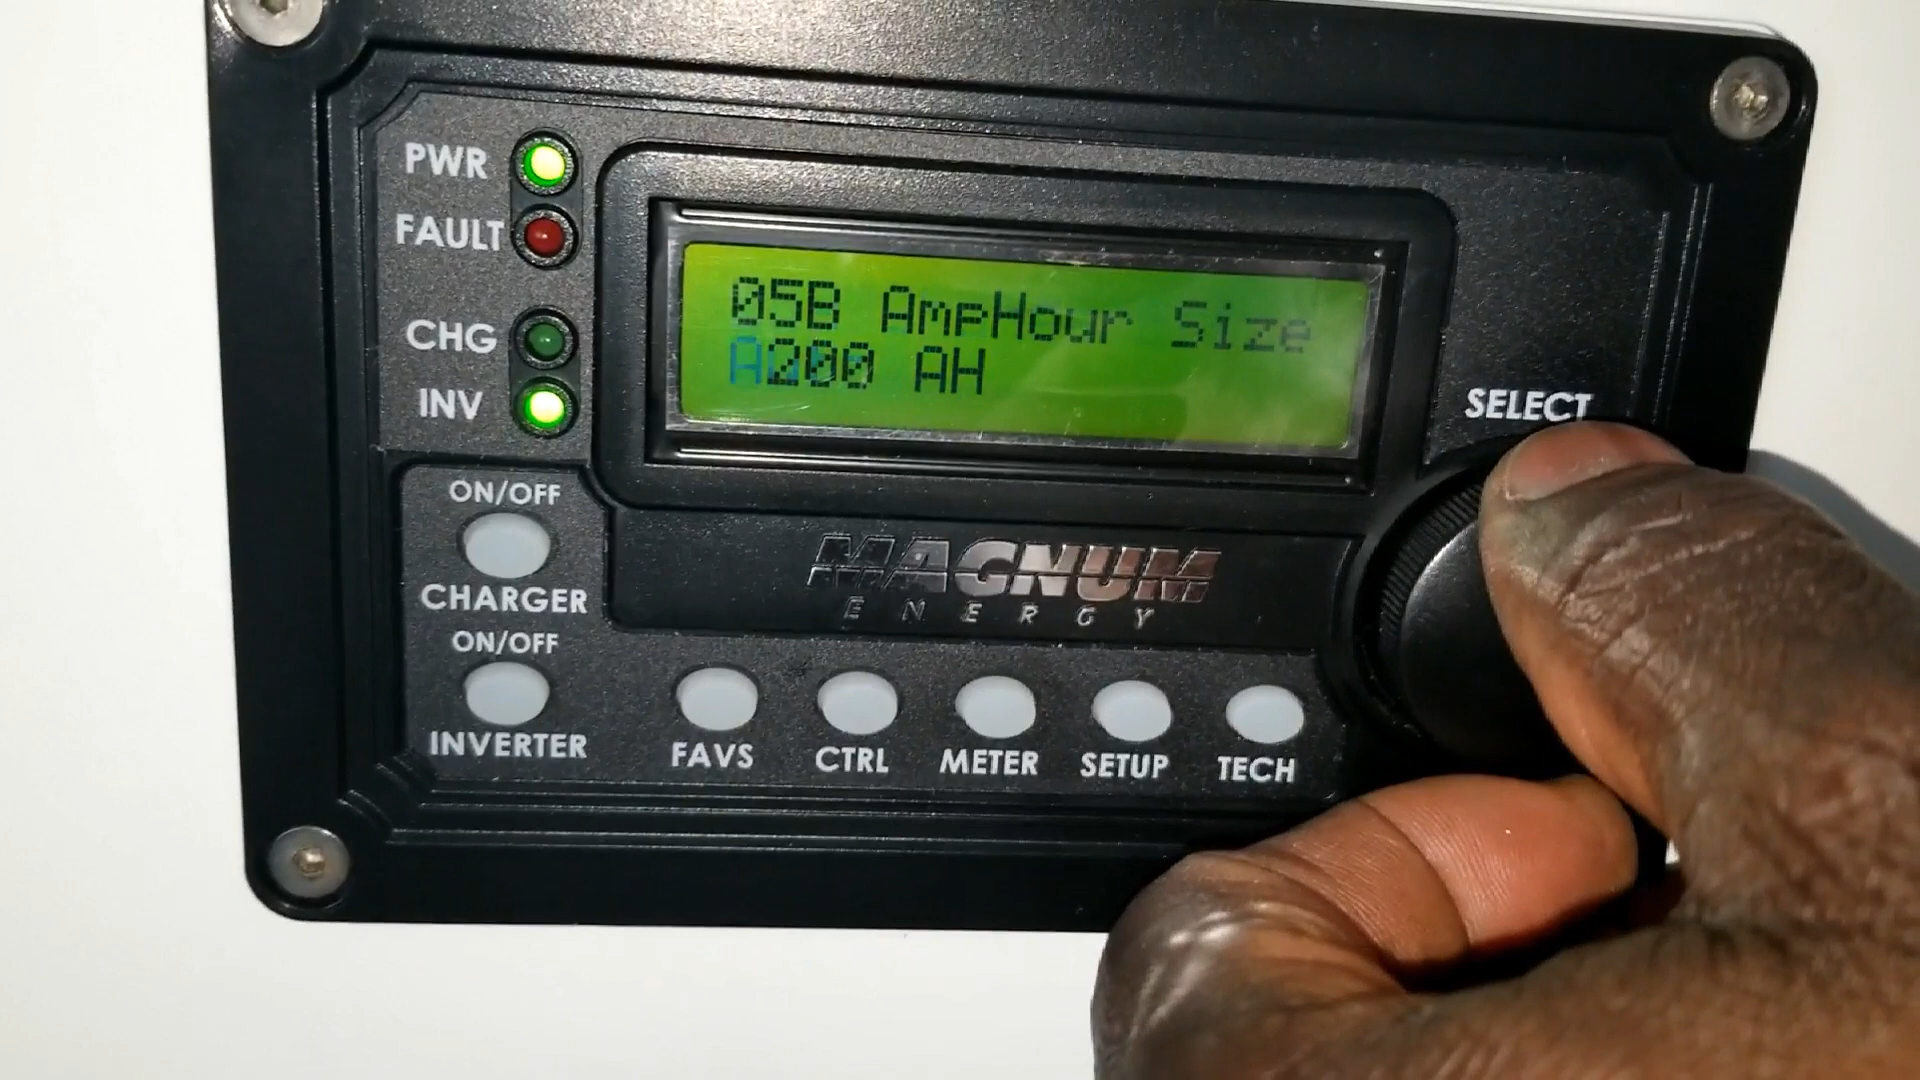 PWR
FAULT
CHG
INV
05B AmpHour Size
200 AH
SELECT
ON/OFF
CHARGER
ON/OFF
INVERTER
MAGNUM
ENERGY
FAVS
CTRL
METER
SETUP
TECH